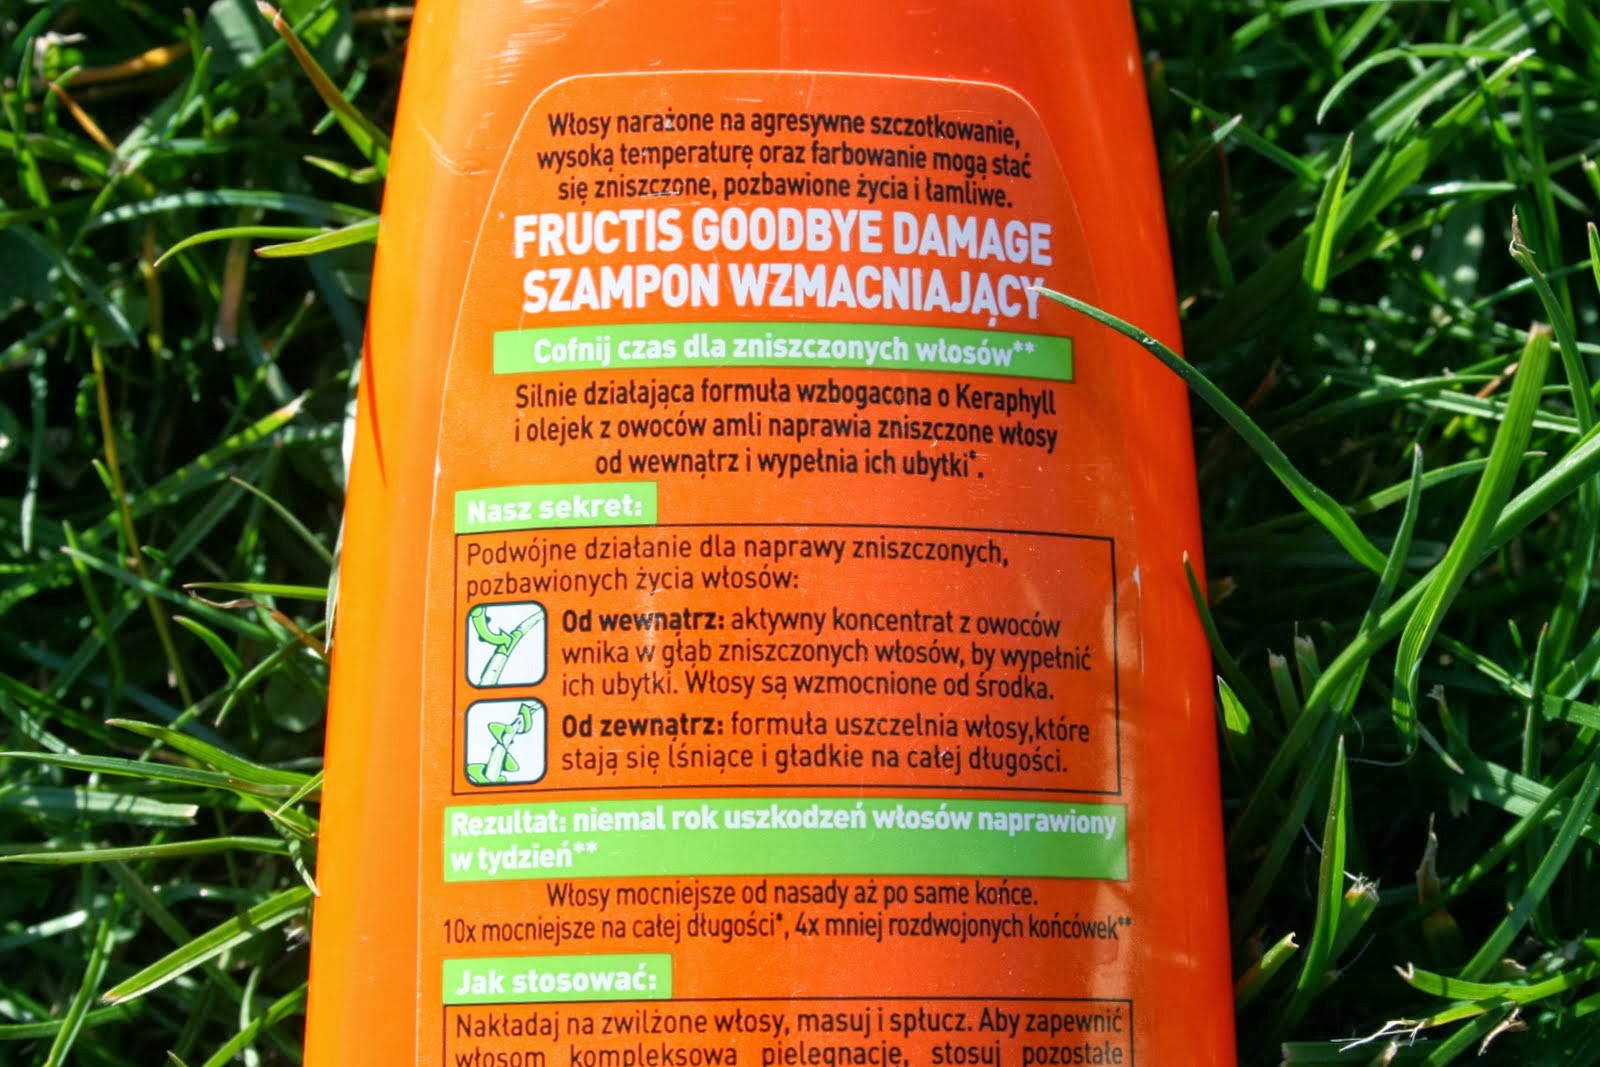 Włosy narażone na agresywne szczotkowanie,
wysoką temperaturę oraz farbowanie mogą stać
się zniszczone, pozbawione życia i łamliwe.
FRUCTIS GOODBYE DAMAGE
SZAMPON WZMACNIAJĄCY
Cofnij czas dla zniszczonych włosów**
Silnie działająca formuła wzbogacona o Keraphyll
i olejek z owoców amli naprawia zniszczone włosy
od wewnątrz i wypełnia ich ubytki*.
Nasz sekret:
Podwójne działanie dla naprawy zniszczonych,
pozbawionych życia włosów:
Od wewnątrz: aktywny koncentrat z owoców
wnika w głąb zniszczonych włosów, by wypełnić
ich ubytki. Włosy są wzmocnione od środka.
Od zewnątrz: formuła uszczelnia włosy,które
stają się lśniące i gładkie na całej długości.
Rezultat: niemal rok uszkodzeń włosów naprawiony
w tydzień**
Włosy mocniejsze od nasady aż po same końce.
10x mocniejsze na całej długości*, 4x mniej rozdwojonych końcówek**
Jak stosować:
Nakładaj na zwilżone włosy, masuj i spłucz. Aby zapewnić
włosom kompleksową pielęgnację, stosuj pozostałe